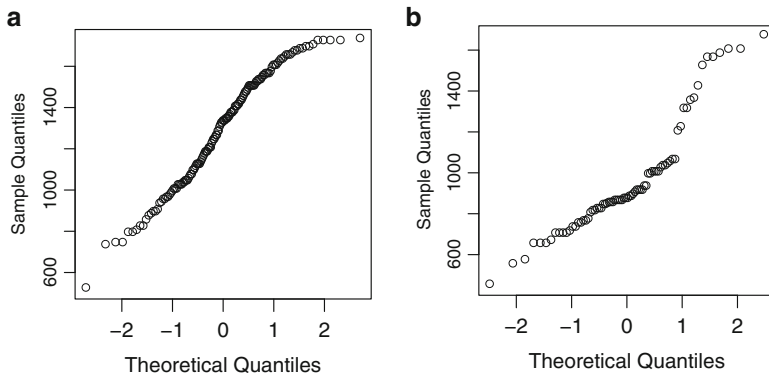 a
Sample Quantiles
600 1000 1400
−2 −1 0 1 2
Theoretical Quantiles
b
Sample Quantiles
600 1000 1400
−2 −1 0 1 2
Theoretical Quantiles